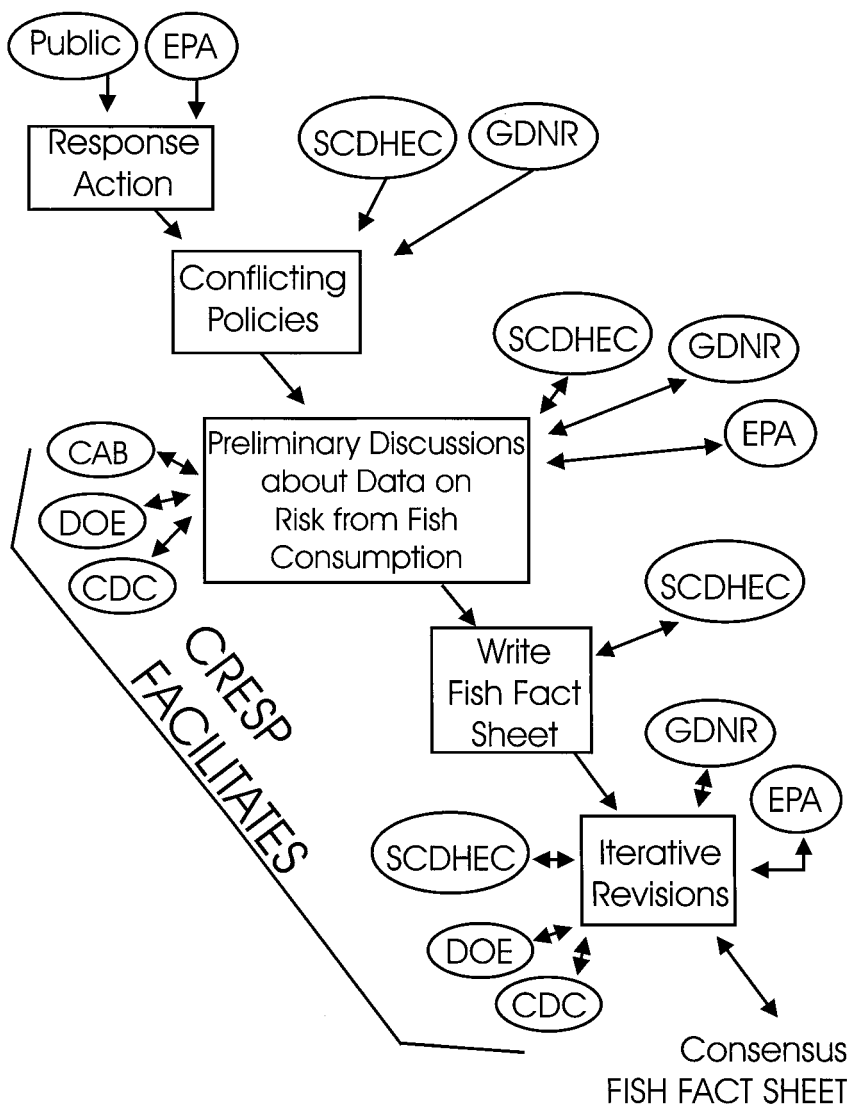 Public
EPA
Response
Action
SCDHEC
GDNR
Conflicting
Policies
SCDHEC
GDNR
EPA
Preliminary Discussions
about Data on
Risk from Fish
Consumption
CAB
DOE
CDC
SCDHEC
Write
Fish Fact
Sheet
CRESP
FACILITATES
GDNR
EPA
SCDHEC
Iterative
Revisions
DOE
CDC
Consensus
FISH FACT SHEET